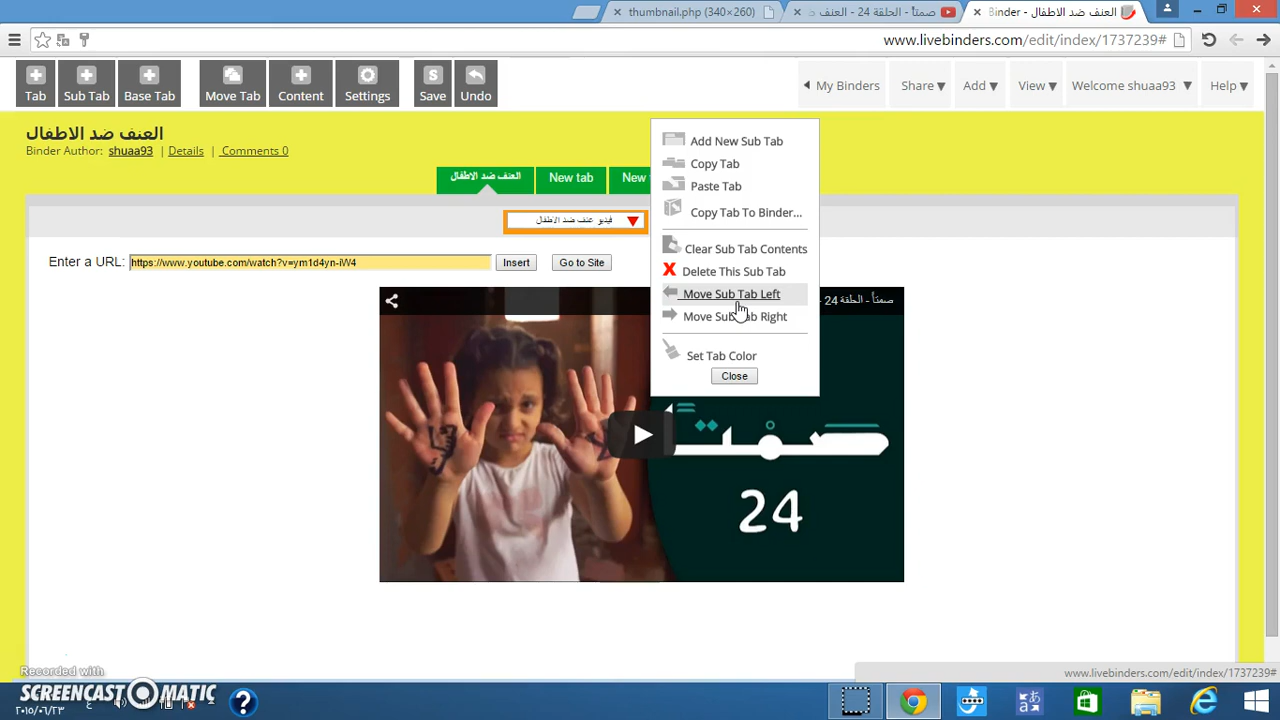 thumbnail.php (340×260)
صمتاً - الحلقة 24 - العنف ض
العنف ضد الاطفال - Binder
www.livebinders.com/edit/index/1737239#
Tab
Sub Tab
Base Tab
Move Tab
Content
Settings
Save
Undo
My Binders
Share
Add
View
Welcome shuaa93
Help
العنف ضد الاطفال
Binder Author: shuaa93 | Details | Comments 0
العنف ضد الاطفال
New tab
New
فيديو عنف ضد الاطفال
Enter a URL: https://www.youtube.com/watch?v=ym1d4yn-iW4
Insert
Go to Site
Add New Sub Tab
Copy Tab
Paste Tab
Copy Tab To Binder...
Clear Sub Tab Contents
Delete This Sub Tab
Move Sub Tab Left
Move Sub Tab Right
Set Tab Color
Close
صمتاً - الحلقة 24 -
صمتاً
24
www.livebinders.com/edit/index/1737239#
Recorded with
SCREENCAST-O-MATIC
ع
٢٠١٥/٠٦/٢٣